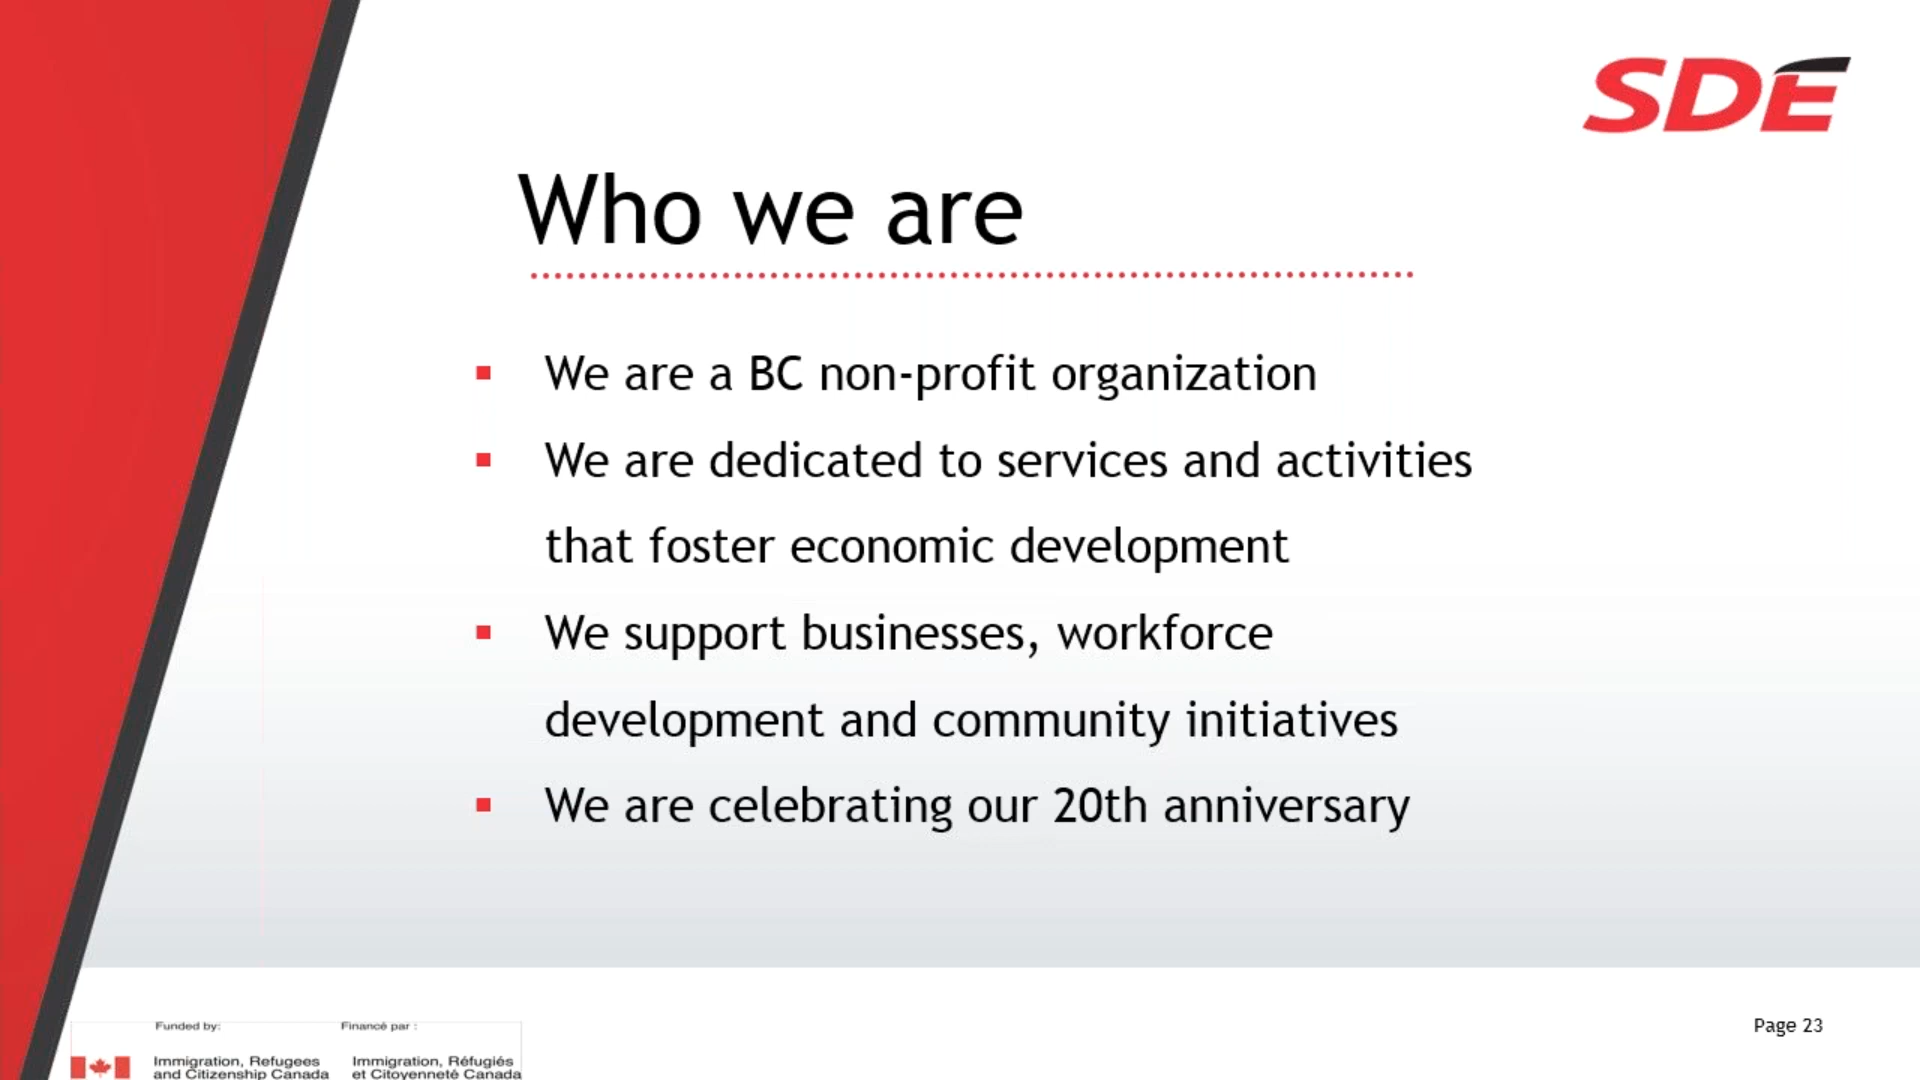 SDE
Who we are
▪ We are a BC non-profit organization
▪ We are dedicated to services and activities
that foster economic development
▪ We support businesses, workforce
development and community initiatives
▪ We are celebrating our 20th anniversary
Page 23
Funded by: Financé par :
Immigration, Refugees Immigration, Réfugiés
and Citizenship Canada et Citoyenneté Canada